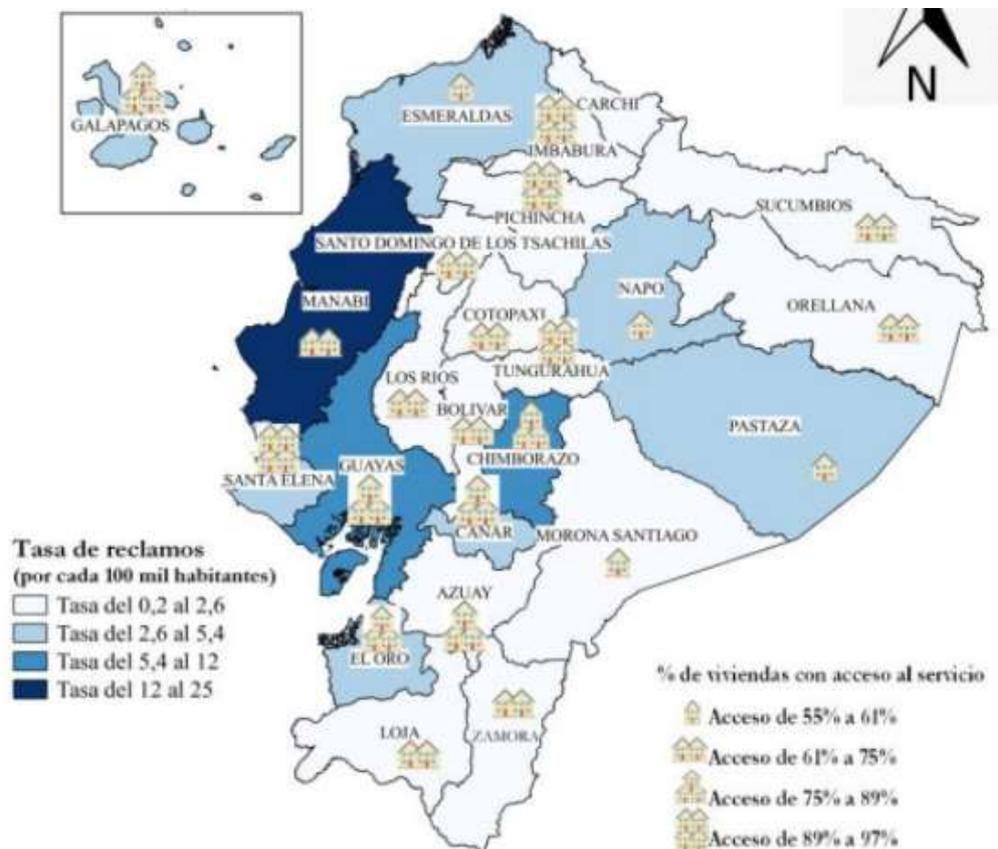 N
GALAPAGOS
ESMERALDAS
CARCHI
IMBABURA
PICHINCHA
SUCUMBIOS
SANTO DOMINGO DE LOS TSACHILAS
NAPO
MANABI
ORELLANA
COTOPAXI
TUNGURAHUA
LOS RIOS
BOLIVAR
PASTAZA
CHIMBORAZO
GUAYAS
SANTA ELENA
CAÑAR
MORONA SANTIAGO
AZUAY
EL ORO
LOJA
ZAMORA
Tasa de reclamos
(por cada 100 mil habitantes)
Tasa del 0,2 al 2,6
Tasa del 2,6 al 5,4
Tasa del 5,4 al 12
Tasa del 12 al 25
% de viviendas con acceso al servicio
Acceso de 55% a 61%
Acceso de 61% a 75%
Acceso de 75% a 89%
Acceso de 89% a 97%